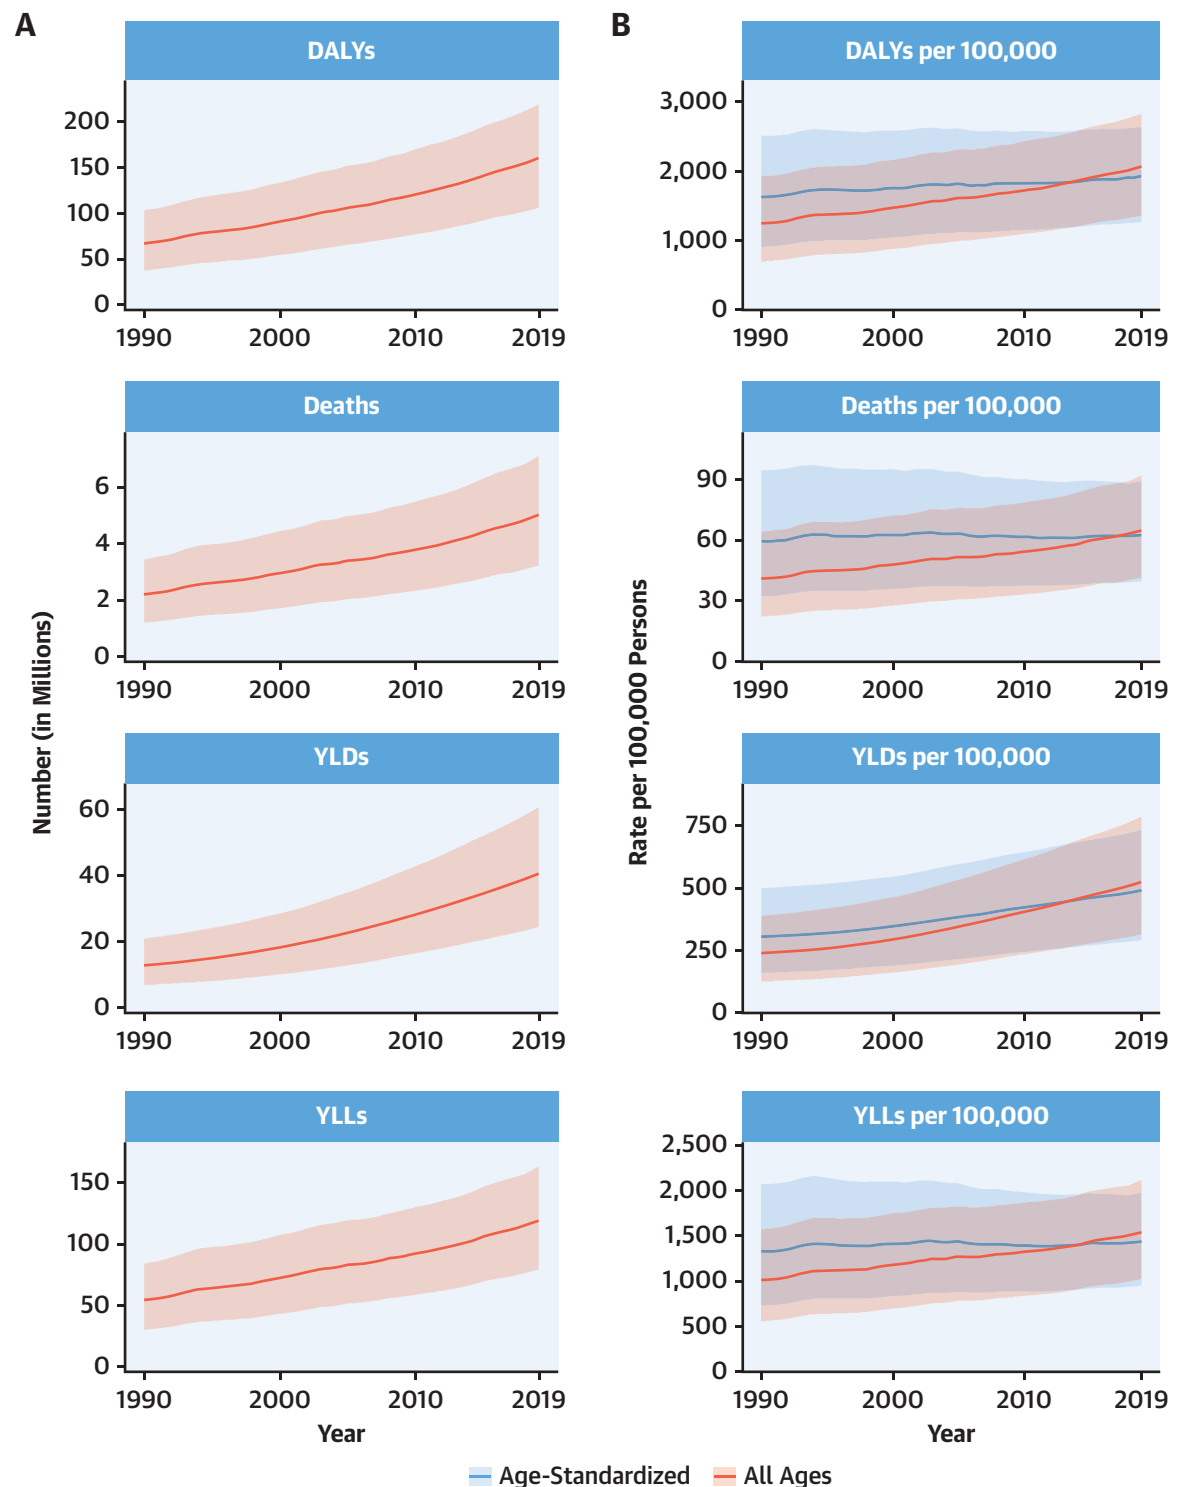 A
DALYs
200
150
100
50
0
1990 2000 2010 2019
Deaths
6
4
2
0
1990 2000 2010 2019
YLDs
60
40
20
0
1990 2000 2010 2019
YLLs
150
100
50
0
1990 2000 2010 2019
Year
Number (in Millions)
B
DALYs per 100,000
3,000
2,000
1,000
0
1990 2000 2010 2019
Deaths per 100,000
90
60
30
0
1990 2000 2010 2019
YLDs per 100,000
750
500
250
0
1990 2000 2010 2019
YLLs per 100,000
2,500
2,000
1,500
1,000
500
0
1990 2000 2010 2019
Year
Rate per 100,000 Persons
Age-Standardized All Ages